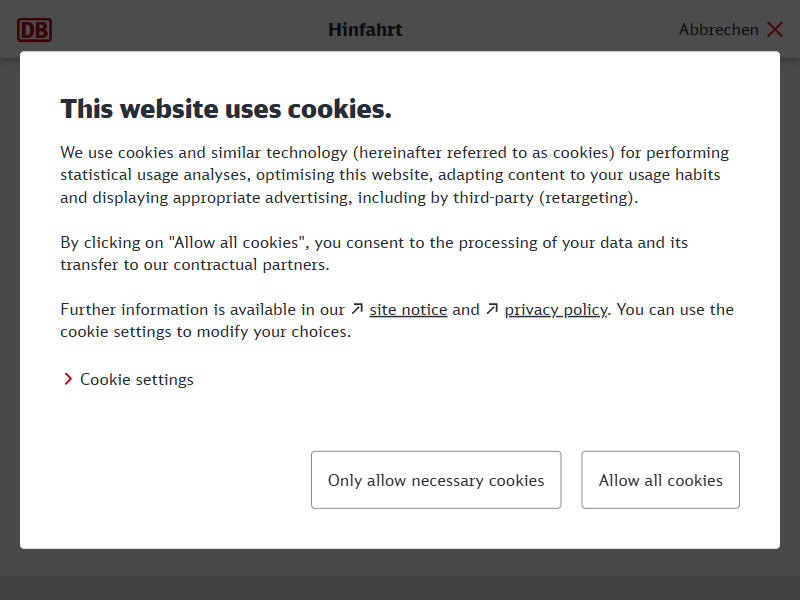 DB
Hinfahrt
Abbrechen
This website uses cookies.
We use cookies and similar technology (hereinafter referred to as cookies) for performing
statistical usage analyses, optimising this website, adapting content to your usage habits
and displaying appropriate advertising, including by third-party (retargeting).
By clicking on "Allow all cookies", you consent to the processing of your data and its
transfer to our contractual partners.
Further information is available in our site notice and privacy policy. You can use the
cookie settings to modify your choices.
Cookie settings
Only allow necessary cookies
Allow all cookies